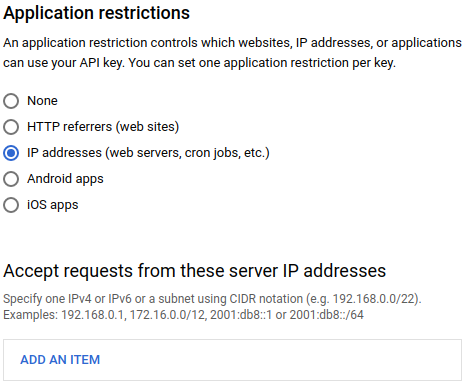 Application restrictions
An application restriction controls which websites, IP addresses, or applications
can use your API key. You can set one application restriction per key.
None
HTTP referrers (web sites)
IP addresses (web servers, cron jobs, etc.)
Android apps
iOS apps
Accept requests from these server IP addresses
Specify one IPv4 or IPv6 or a subnet using CIDR notation (e.g. 192.168.0.0/22).
Examples: 192.168.0.1, 172.16.0.0/12, 2001:db8::1 or 2001:db8::/64
ADD AN ITEM